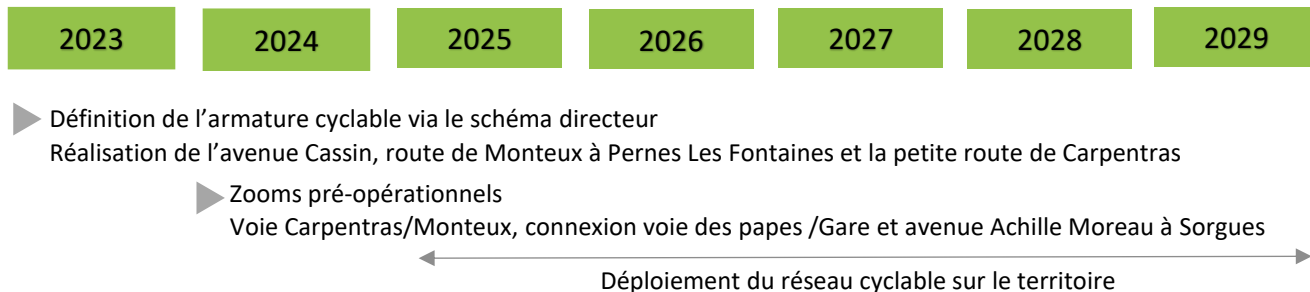 2023 2024 2025 2026 2027 2028 2029
Définition de l’armature cyclable via le schéma directeur
Réalisation de l’avenue Cassin, route de Monteux à Pernes Les Fontaines et la petite route de Carpentras
Zooms pré-opérationnels
Voie Carpentras/Monteux, connexion voie des papes /Gare et avenue Achille Moreau à Sorgues
Déploiement du réseau cyclable sur le territoire